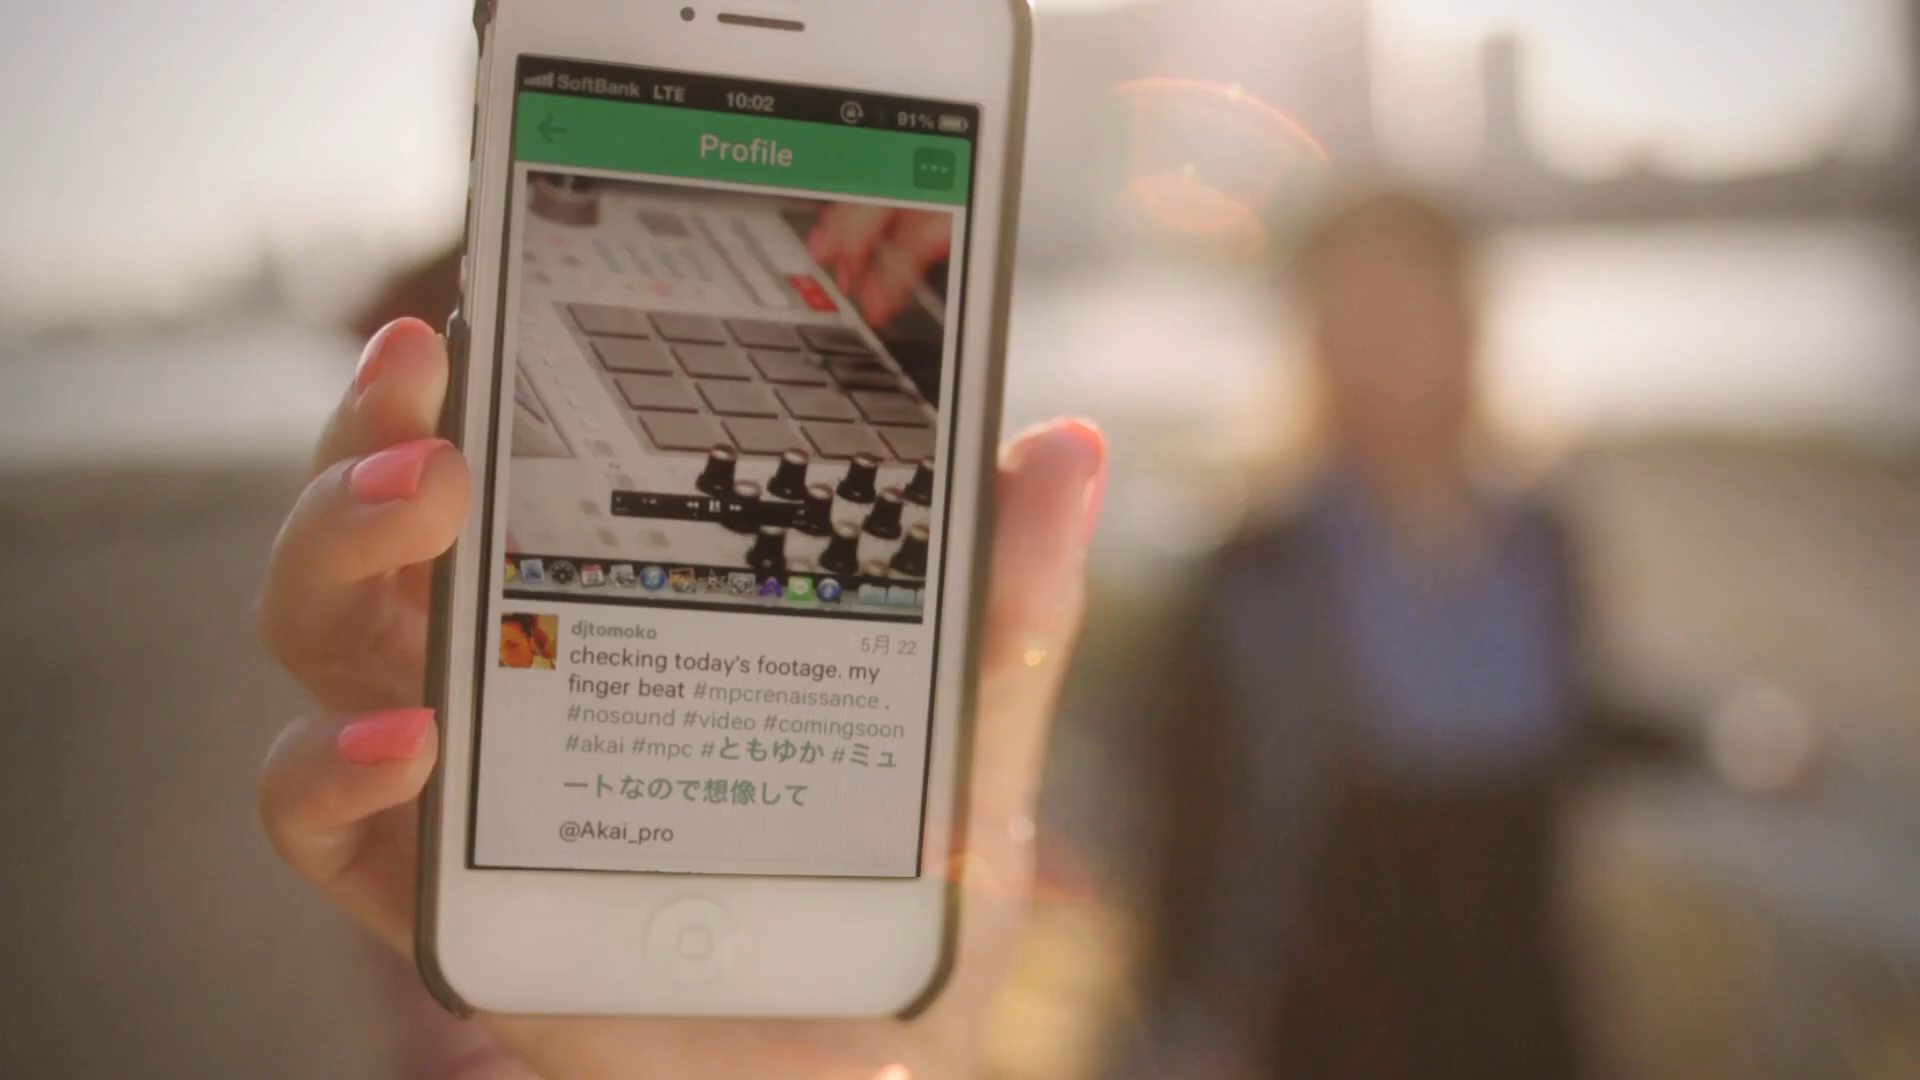 SoftBank LTE 10:02 91%
Profile
djtomoko
5月 22
checking today's footage. my
finger beat #mpcrenaissance .
#nosound #video #comingsoon
#akai #mpc #ともゆか #ミュ
ートなので想像して
@Akai_pro